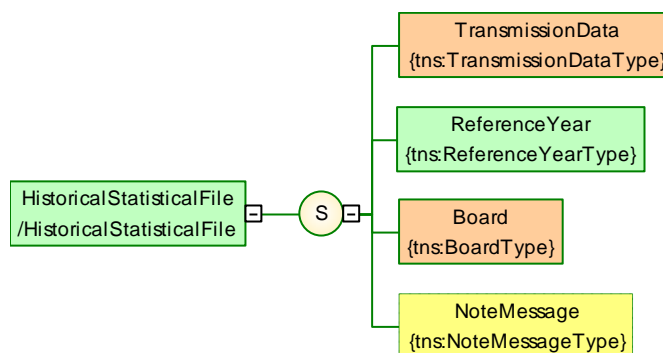 TransmissionData
{tns:TransmissionDataType}
ReferenceYear
{tns:ReferenceYearType}
HistoricalStatisticalFile
/HistoricalStatisticalFile
S
Board
{tns:BoardType}
NoteMessage
{tns:NoteMessageType}